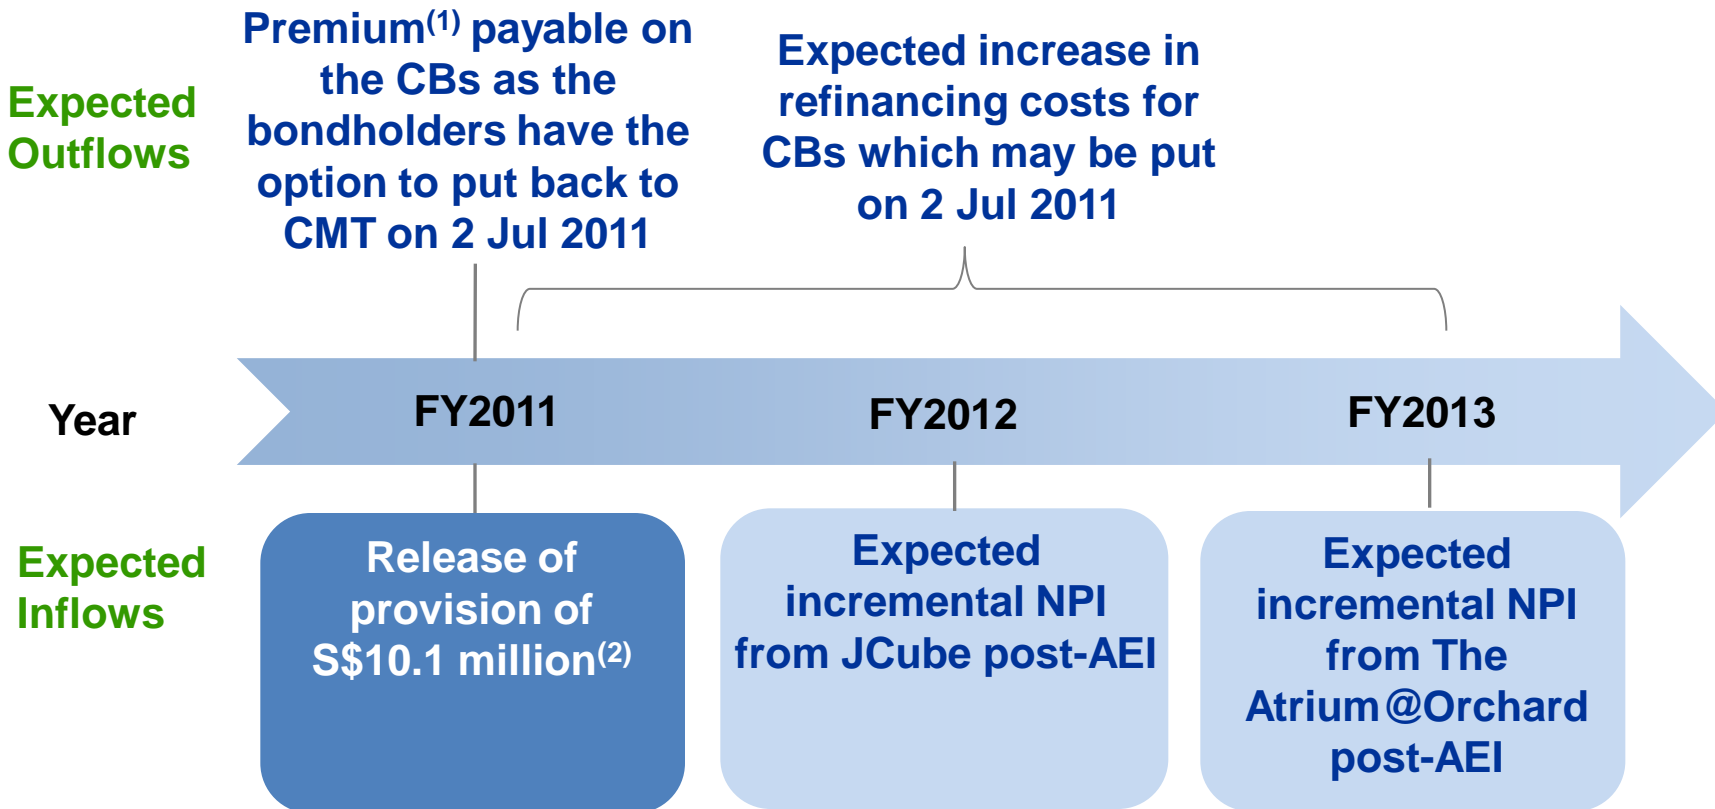 Expected
Outflows
Premium(1) payable on
the CBs as the
bondholders have the
option to put back to
CMT on 2 Jul 2011
Expected increase in
refinancing costs for
CBs which may be put
on 2 Jul 2011
Year
FY2011
FY2012
FY2013
Expected
Inflows
Release of
provision of
S$10.1 million(2)
Expected
incremental NPI
from JCube post-AEI
Expected
incremental NPI
from The
Atrium@Orchard
post-AEI